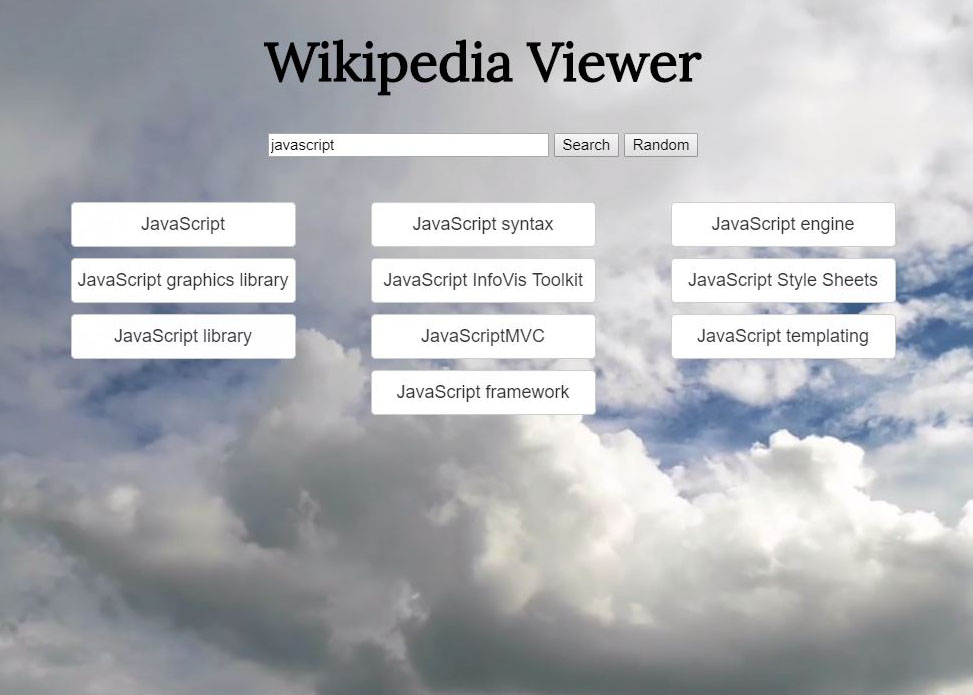 Wikipedia Viewer
javascript Search Random
JavaScript JavaScript syntax JavaScript engine
JavaScript graphics library JavaScript InfoVis Toolkit JavaScript Style Sheets
JavaScript library JavaScriptMVC JavaScript templating
JavaScript framework